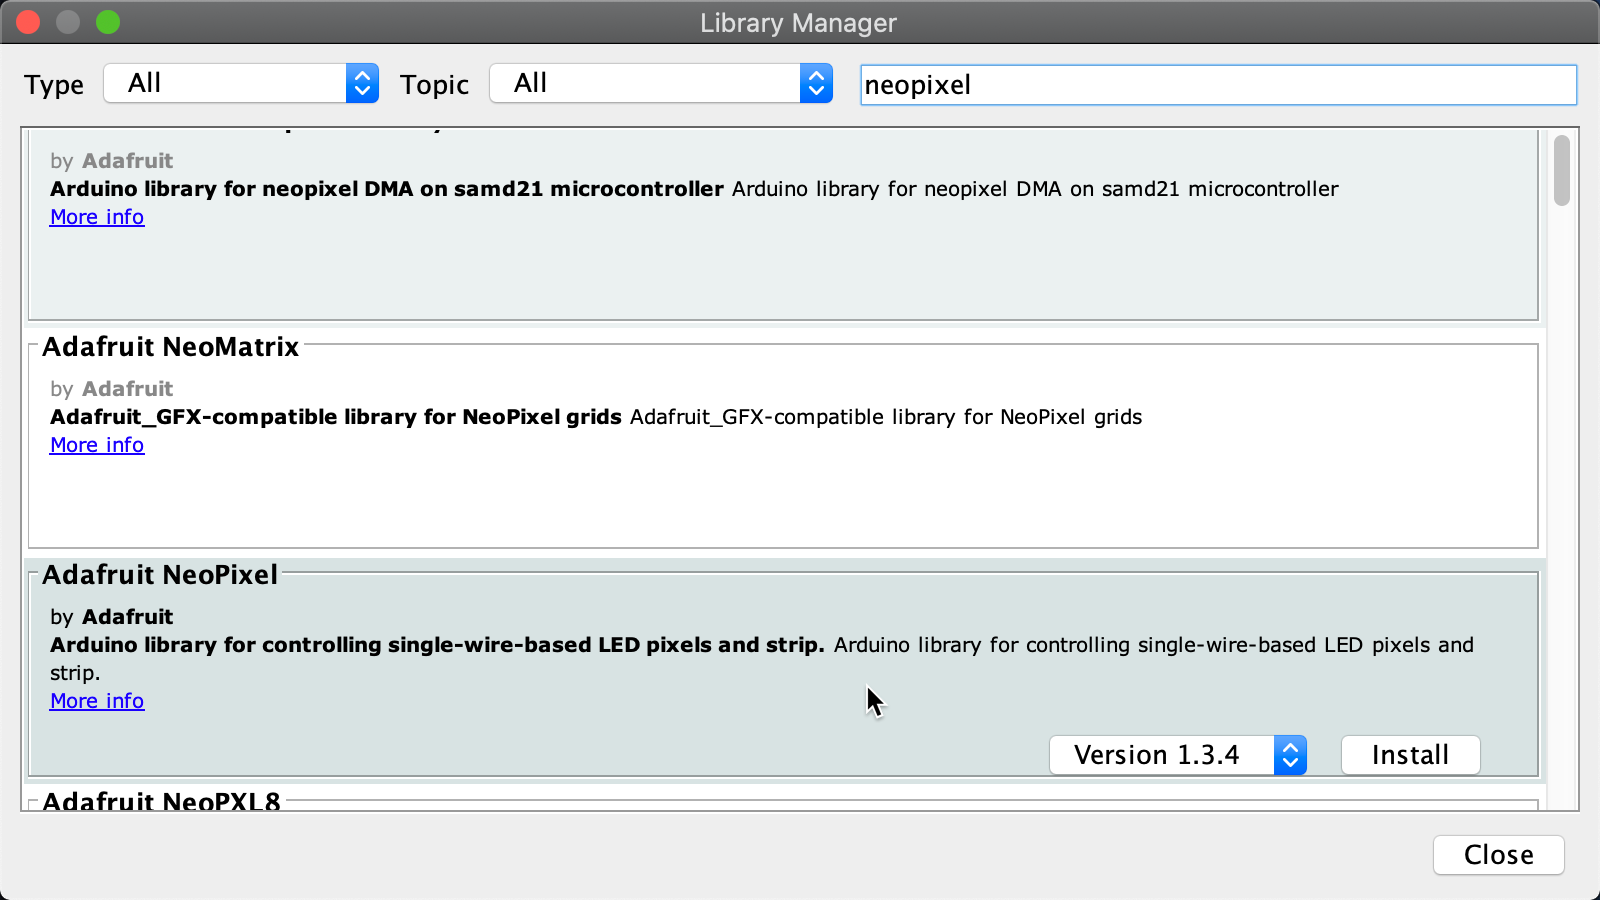 Library Manager
Type All Topic All neopixel
by Adafruit
Arduino library for neopixel DMA on samd21 microcontroller Arduino library for neopixel DMA on samd21 microcontroller
More info
Adafruit NeoMatrix
by Adafruit
Adafruit_GFX-compatible library for NeoPixel grids Adafruit_GFX-compatible library for NeoPixel grids
More info
Adafruit NeoPixel
by Adafruit
Arduino library for controlling single-wire-based LED pixels and strip. Arduino library for controlling single-wire-based LED pixels and
strip.
More info
Version 1.3.4 Install
Adafruit NeoPXL8
Close